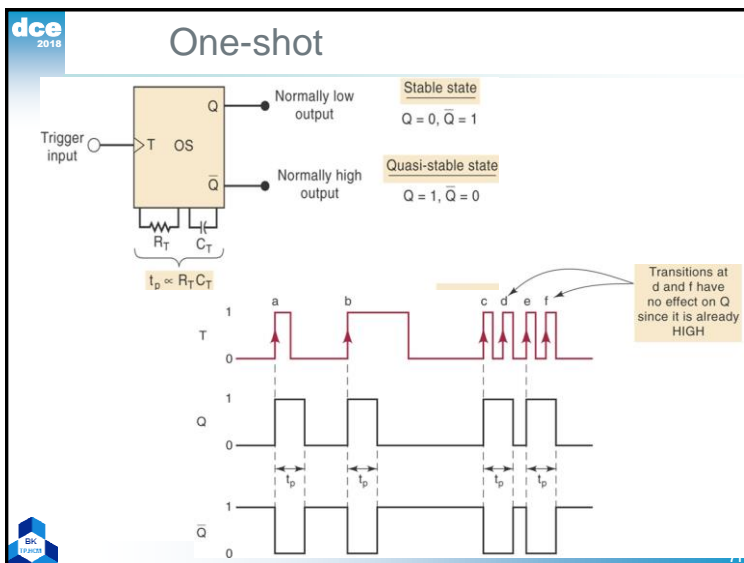 dce
2018
One-shot
Q
Normally low
output
Stable state
Q = 0, Q̅ = 1
Trigger
input
T OS
Q̅
Normally high
output
Quasi-stable state
Q = 1, Q̅ = 0
R_T C_T
t_p ∝ R_T C_T
Transitions at
d and f have
no effect on Q
since it is already
HIGH
a b c d e f
1
T
0
1
Q
0
t_p t_p t_p t_p
1
Q̅
0
BK
TP.HCM